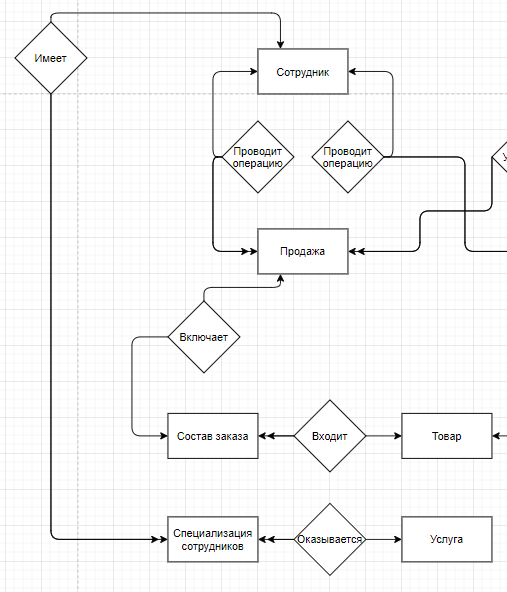 Имеет
Сотрудник
Проводит
операцию
Проводит
операцию
Продажа
Включает
Состав заказа
Входит
Товар
Специализация
сотрудников
Оказывается
Услуга